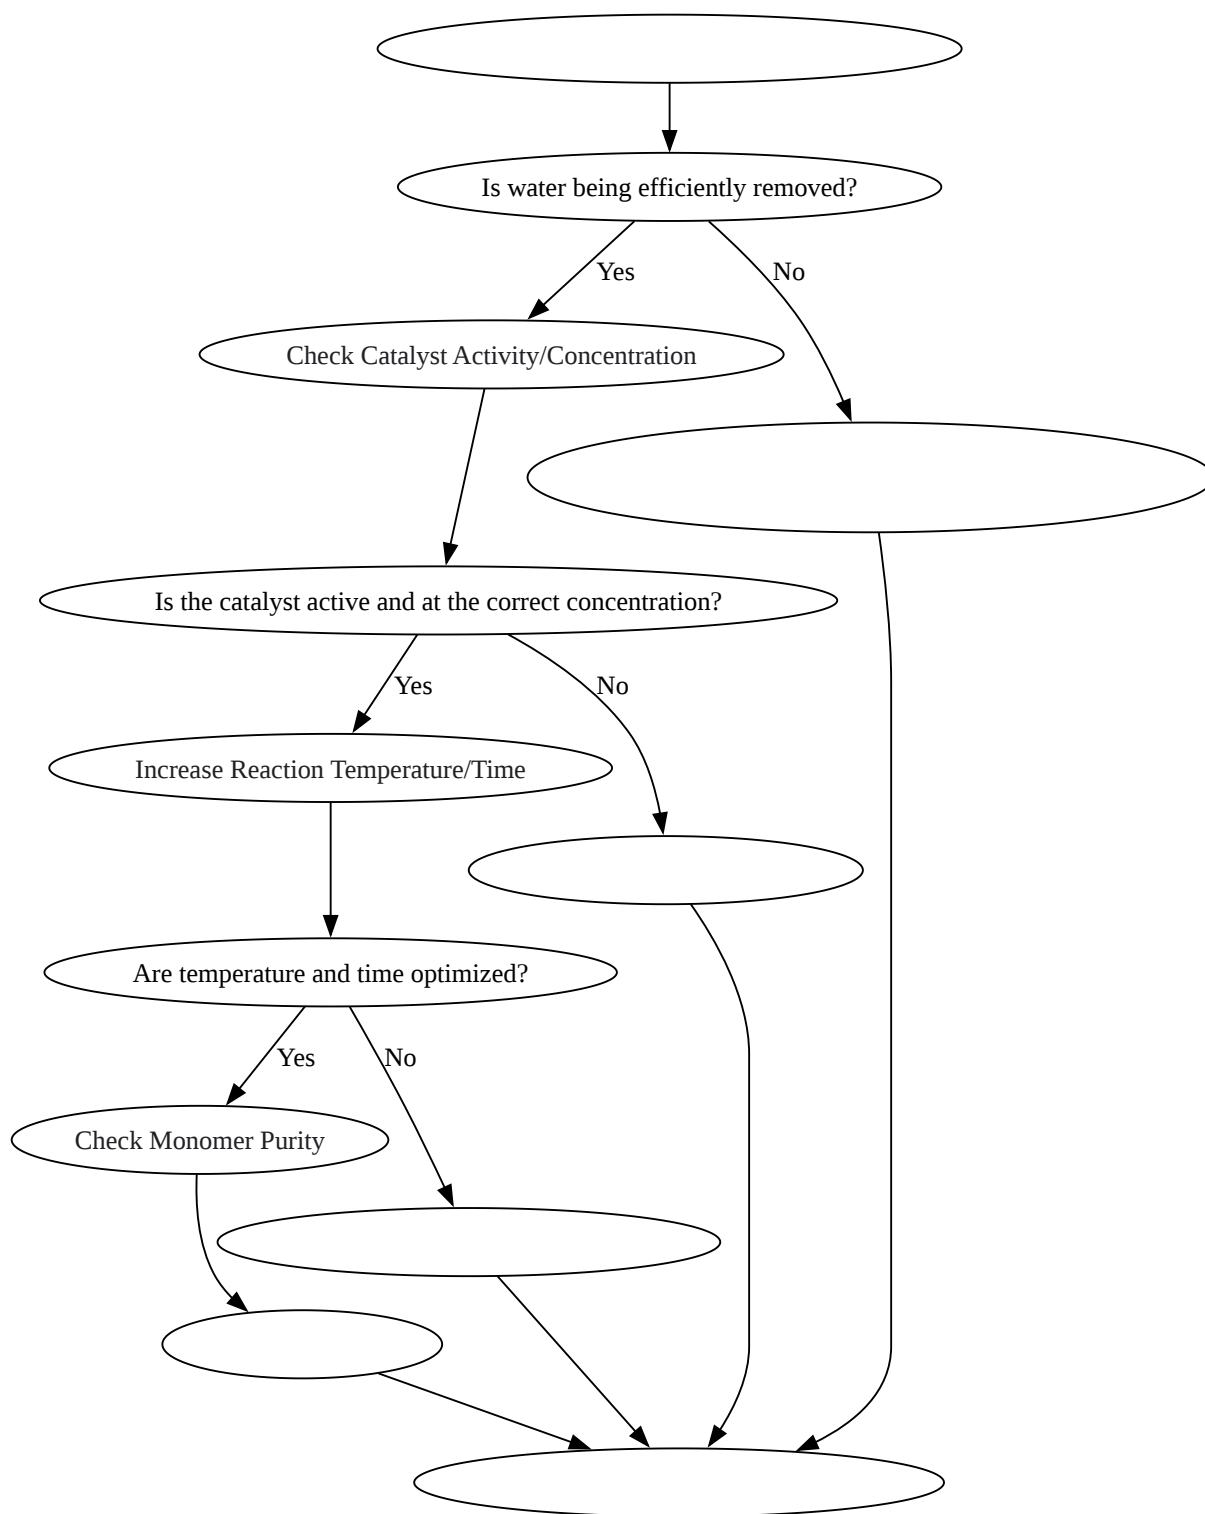 Is water being efficiently removed?
Yes
No
Check Catalyst Activity/Concentration
Is the catalyst active and at the correct concentration?
Yes
No
Increase Reaction Temperature/Time
Are temperature and time optimized?
Yes
No
Check Monomer Purity